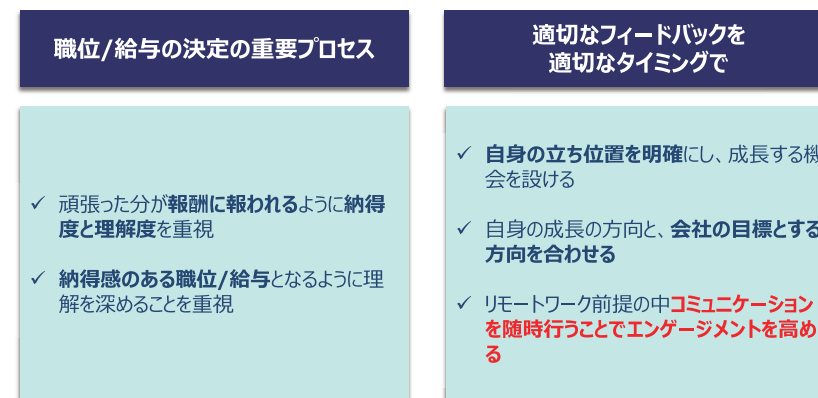 職位/給与の決定の重要プロセス
頑張った分が報酬に報われるように納得
度と理解度を重視
納得感のある職位/給与となるように理
解を深めることを重視
適切なフィードバックを
適切なタイミングで
自身の立ち位置を明確にし、成長する機
会を設ける
自身の成長の方向と、会社の目標とする
方向を合わせる
リモートワーク前提の中コミュニケーション
を随時行うことでエンゲージメントを高め
る